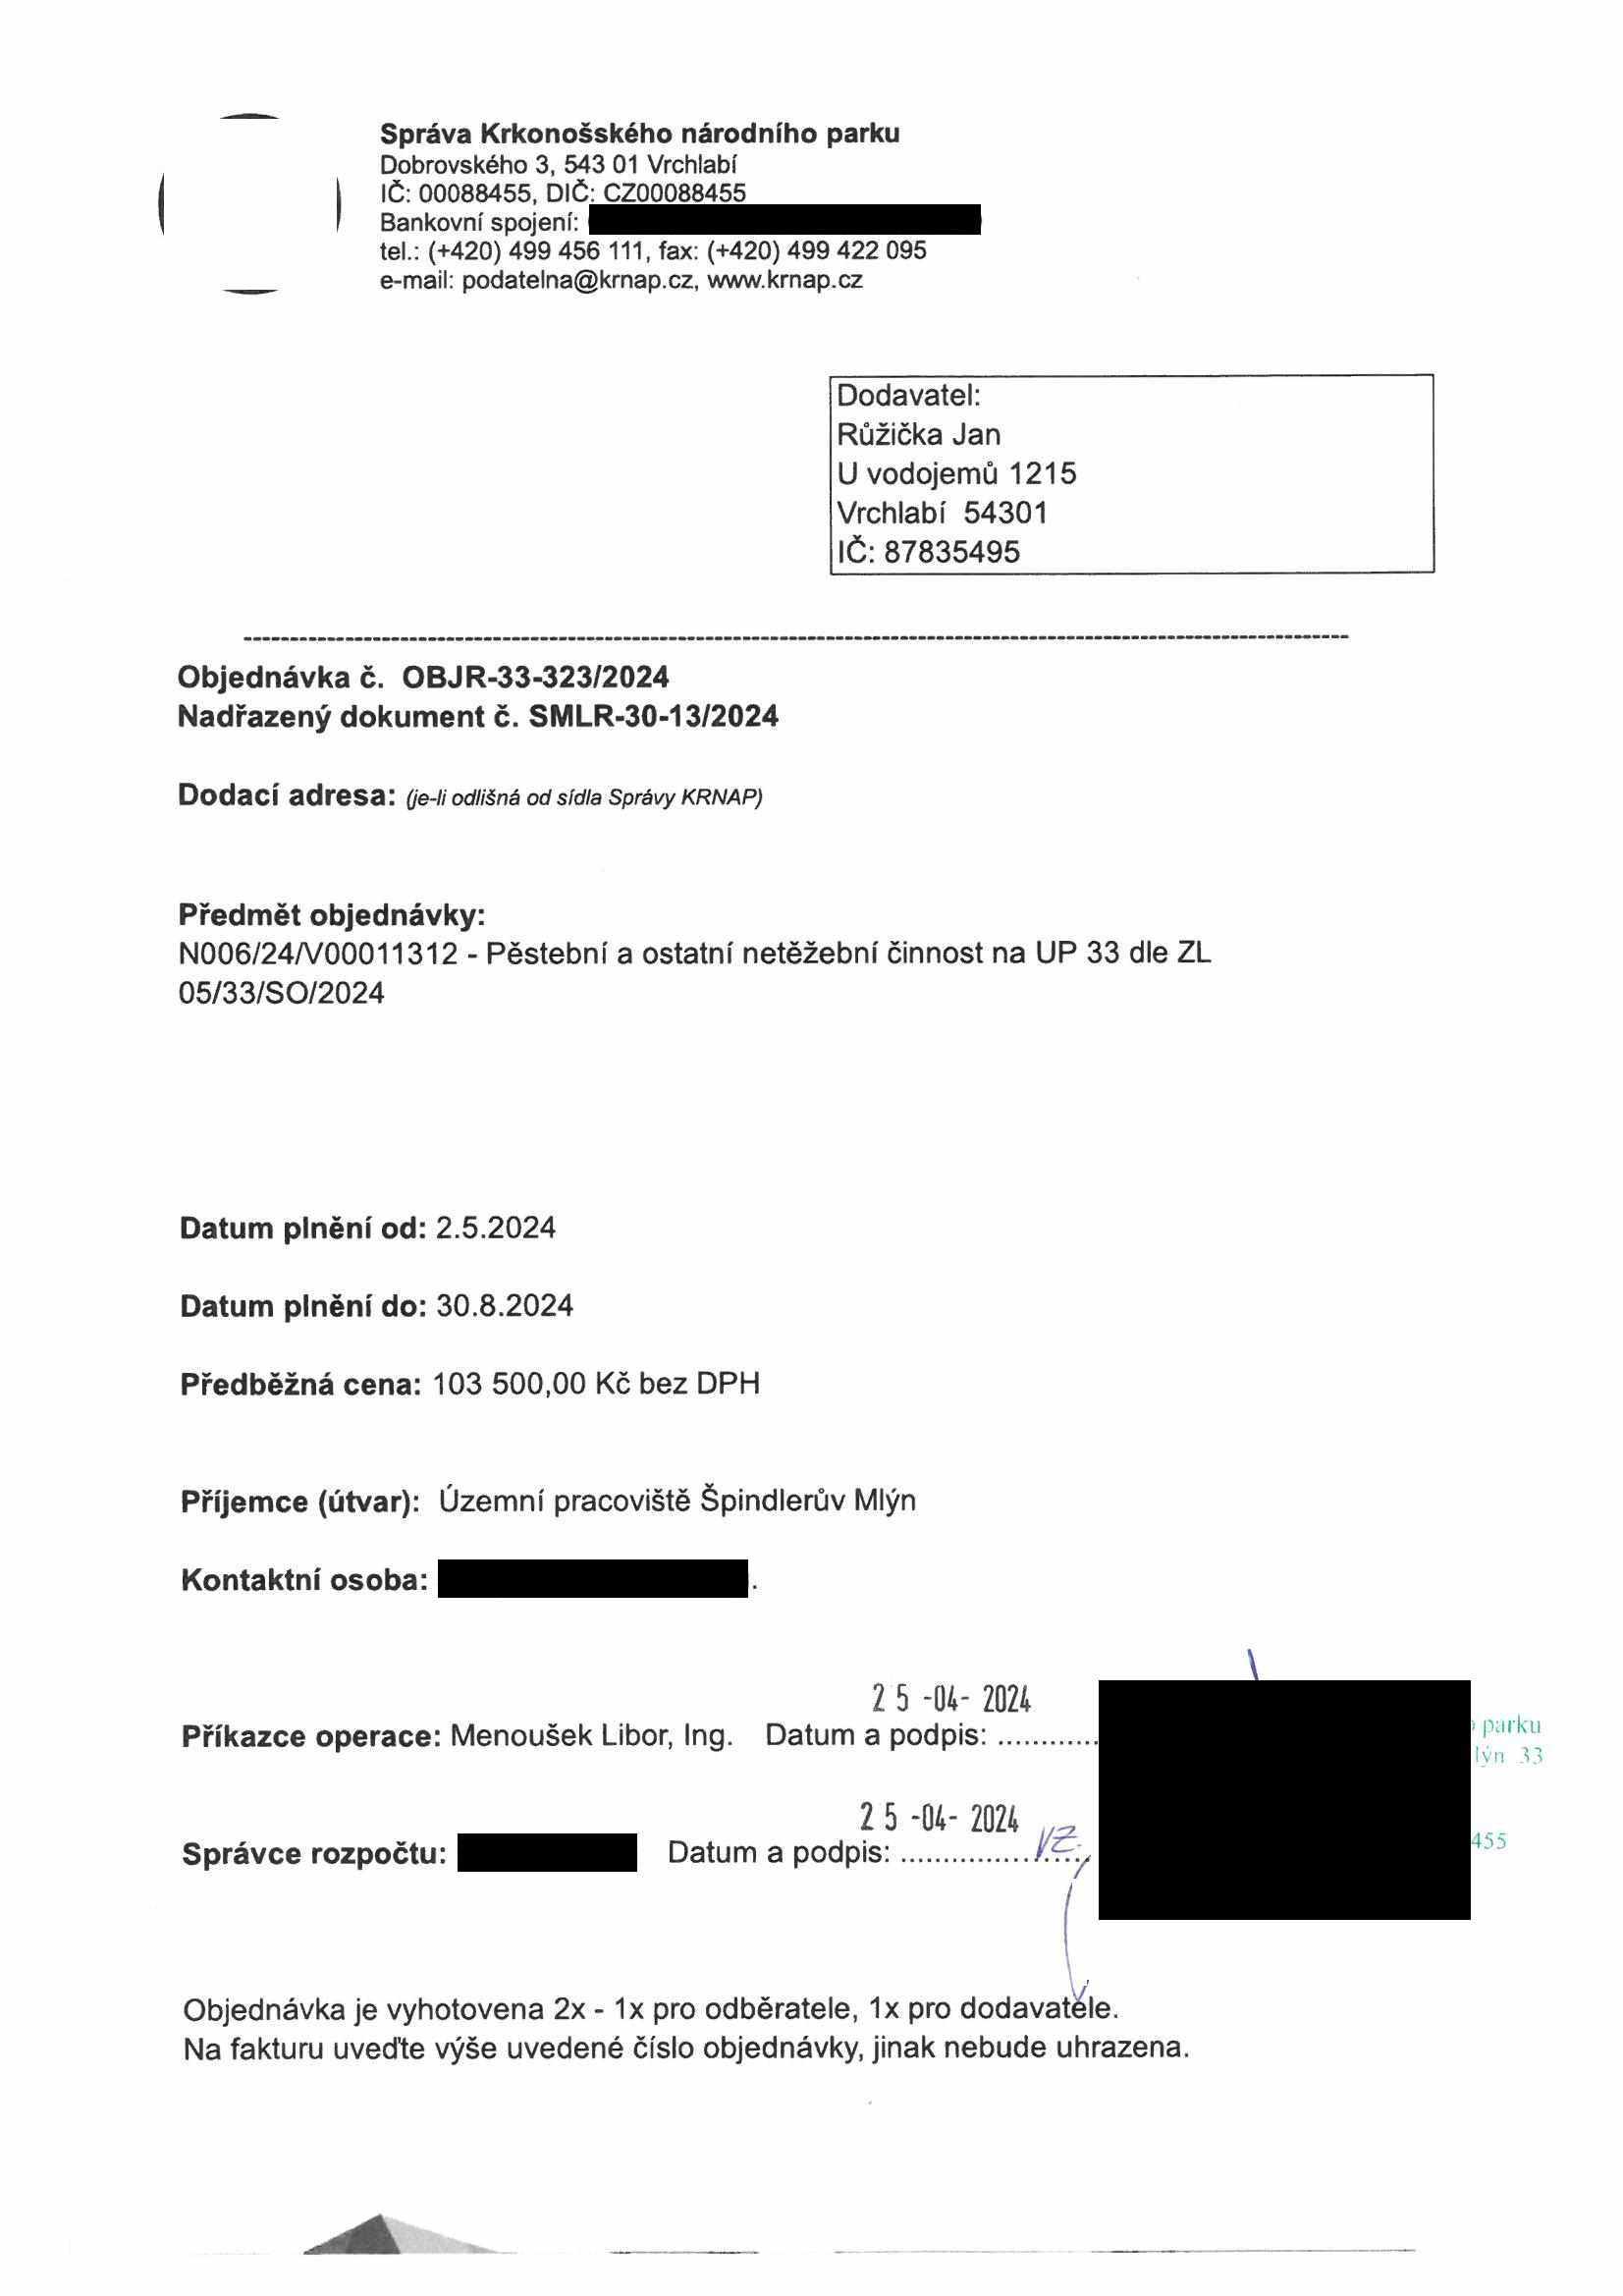 Správa Krkonošského národního parku
Dobrovského 3, 543 01 Vrchlabí
IČ: 00088455, DIČ: CZ00088455
Bankovní spojení:
tel.: (+420) 499 456 111, fax: (+420) 499 422 095
e-mail: podatelna@krnap.cz, www.krnap.cz
Dodavatel:
Růžička Jan
U vodojemů 1215
Vrchlabí 54301
IČ: 87835495
Objednávka č. OBJR-33-323/2024
Nadřazený dokument č. SMLR-30-13/2024
Dodací adresa: (je-li odlišná od sídla Správy KRNAP)
Předmět objednávky:
N006/24/V00011312 - Pěstební a ostatní netěžební činnost na UP 33 dle ZL
05/33/SO/2024
Datum plnění od: 2.5.2024
Datum plnění do: 30.8.2024
Předběžná cena: 103 500,00 Kč bez DPH
Příjemce (útvar): Územní pracoviště Špindlerův Mlýn
Kontaktní osoba: .
25 -04- 2024
Příkazce operace: Menoušek Libor, Ing. Datum a podpis: ............
parku
lýn 33
25 -04- 2024
Správce rozpočtu: Datum a podpis: ...................... VZ.
455
Objednávka je vyhotovena 2x - 1x pro odběratele, 1x pro dodavatele.
Na fakturu uveďte výše uvedené číslo objednávky, jinak nebude uhrazena.